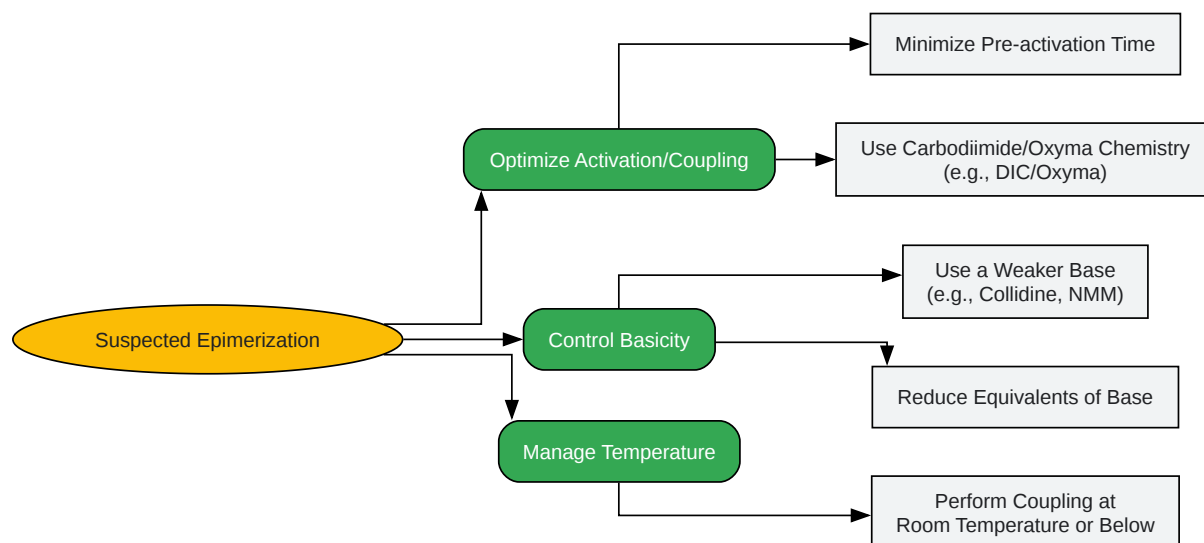 Minimize Pre-activation Time
Optimize Activation/Coupling
Use Carbodiimide/Oxyma Chemistry
(e.g., DIC/Oxyma)
Use a Weaker Base
(e.g., Collidine, NMM)
Suspected Epimerization
Control Basicity
Reduce Equivalents of Base
Manage Temperature
Perform Coupling at
Room Temperature or Below